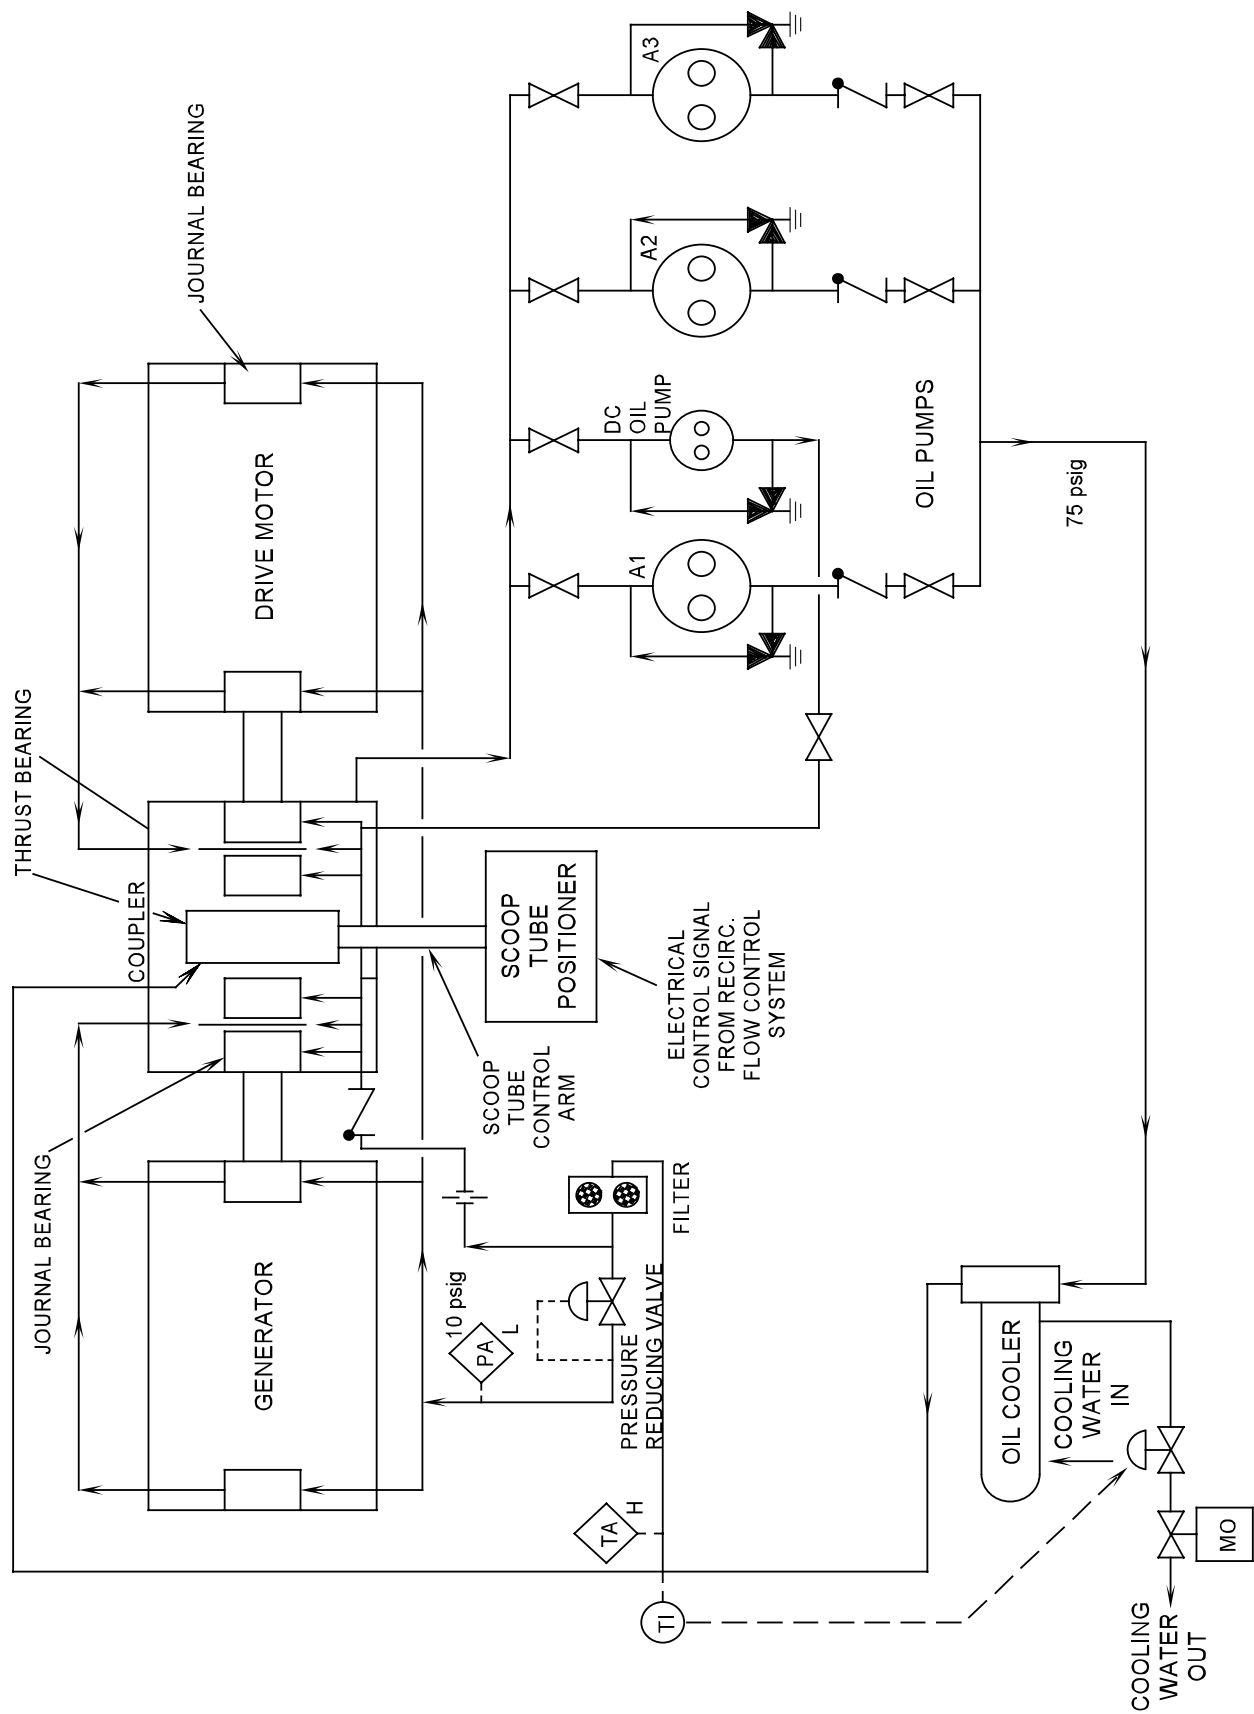 THRUST BEARING
JOURNAL BEARING
COUPLER
JOURNAL BEARING
GENERATOR
DRIVE MOTOR
SCOOP
TUBE
POSITIONER
SCOOP
TUBE
CONTROL
ARM
ELECTRICAL
CONTROL SIGNAL
FROM RECIRC.
FLOW CONTROL
SYSTEM
10 psig
PA
L
PRESSURE
REDUCING VALVE
FILTER
TA
H
TI
A1
DC
OIL
PUMP
A2
A3
OIL PUMPS
75 psig
OIL COOLER
COOLING
WATER
IN
MO
COOLING
WATER
OUT